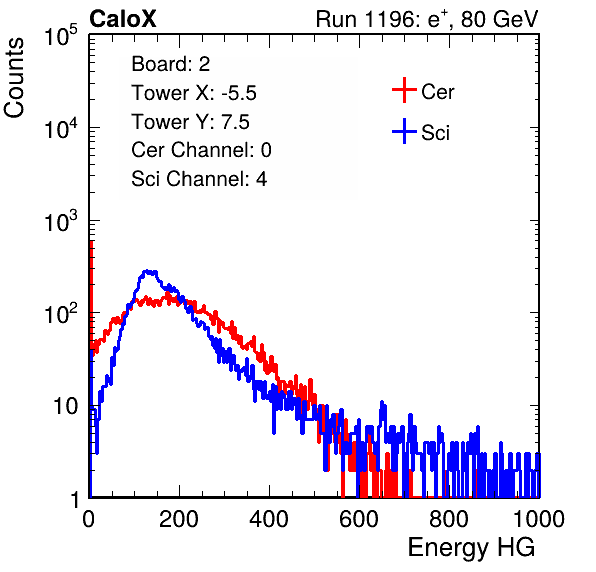 CaloX Run 1196: e⁺, 80 GeV
Counts
Board: 2
Tower X: -5.5
Tower Y: 7.5
Cer Channel: 0
Sci Channel: 4
Cer
Sci
10⁵
10⁴
10³
10²
10
1
0 200 400 600 800 1000
Energy HG